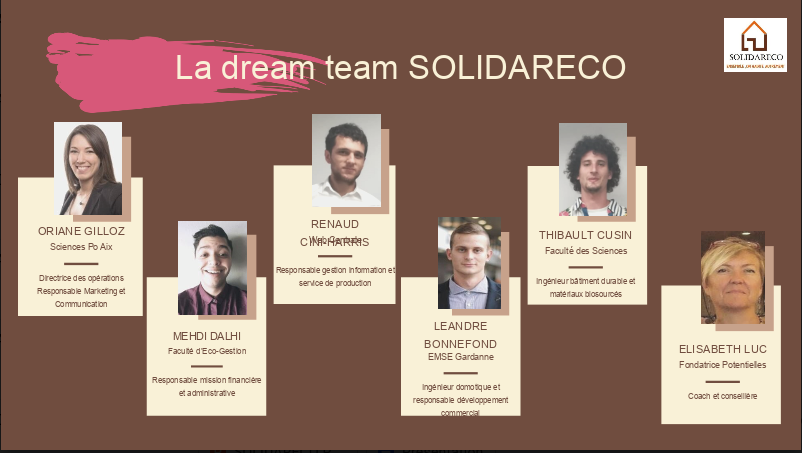 La dream team SOLIDARECO
SOLIDARECO
ORIANE GILLOZ
Sciences Po Aix
Directrice des opérations
Responsable Marketing et
Communication
MEHDI DALHI
Faculté d'Eco-Gestion
Responsable mission financière
et administrative
RENAUD
Responsable gestion information et
service de production
LEANDRE
BONNEFOND
EMSE Gardanne
Ingénieur domotique et
responsable développement
commercial
THIBAULT CUSIN
Faculté des Sciences
Ingénieur bâtiment durable et
matériaux biosourcés
ELISABETH LUC
Fondatrice Potentielles
Coach et conseillère